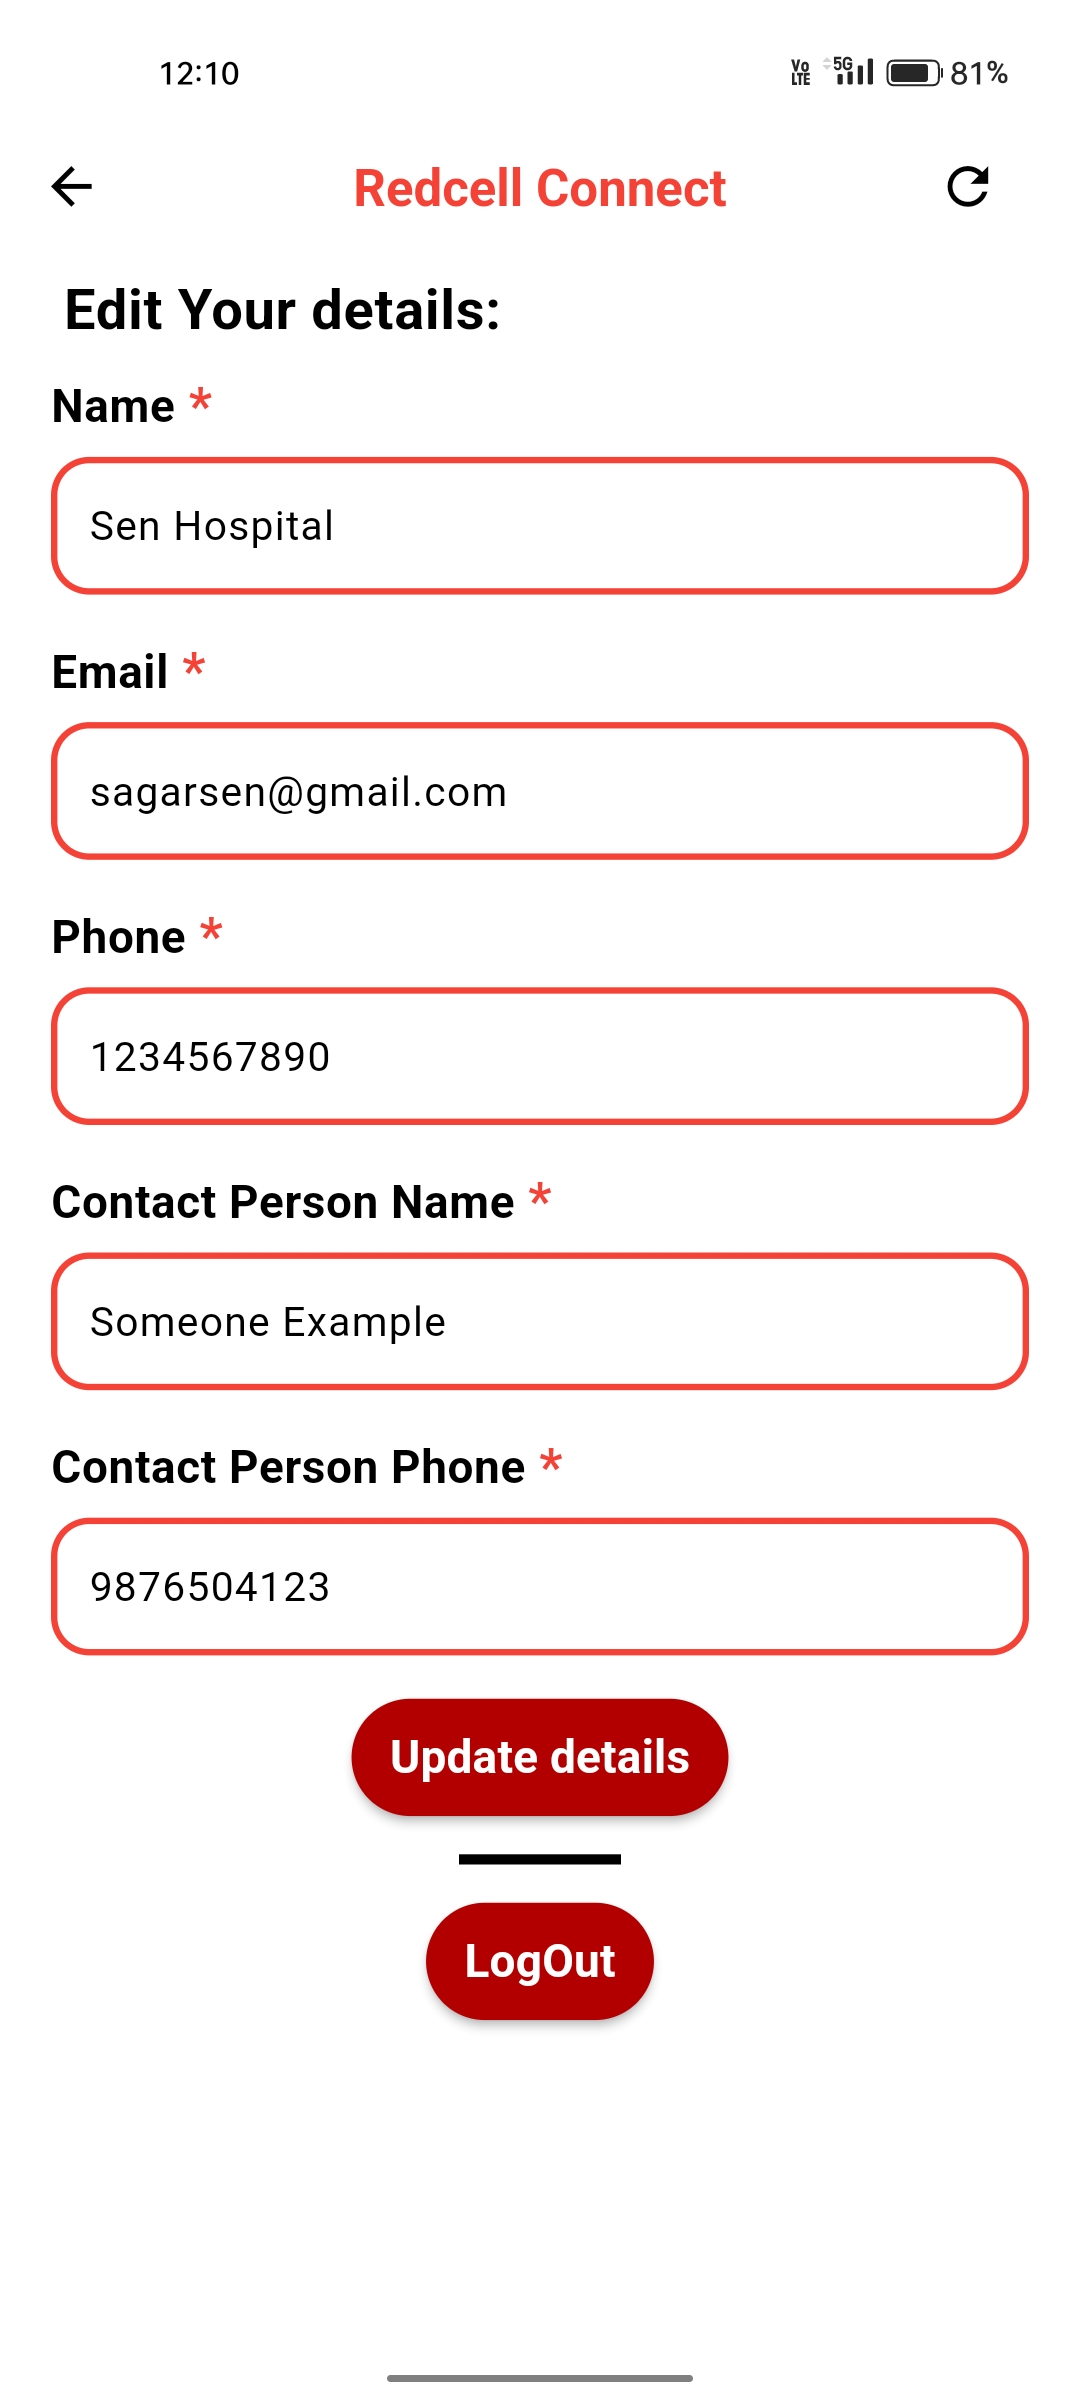 12:10 Vo LTE 5G 81%
Redcell Connect
Edit Your details:
Name *
Sen Hospital
Email *
sagarsen@gmail.com
Phone *
1234567890
Contact Person Name *
Someone Example
Contact Person Phone *
9876504123
Update details
LogOut